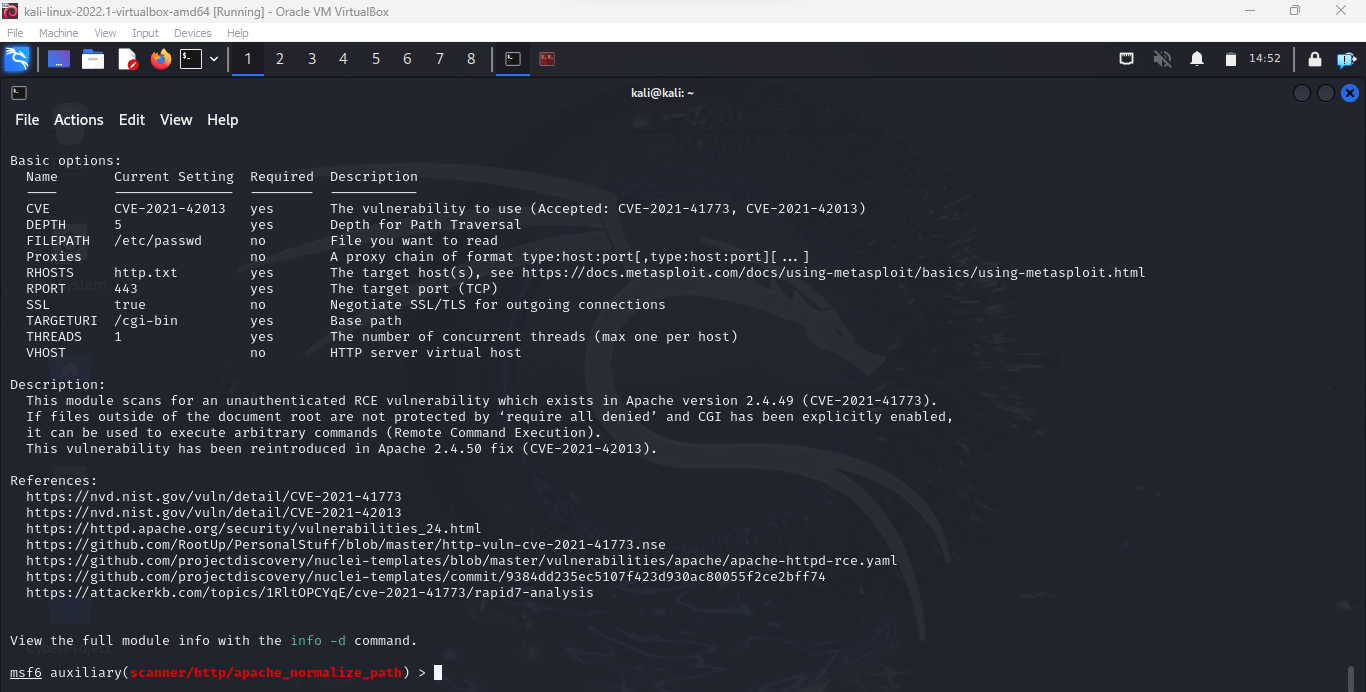 kali-linux-2022.1-virtualbox-amd64 [Running] - Oracle VM VirtualBox
File Machine View Input Devices Help
1 2 3 4 5 6 7 8 14:52
kali@kali: ~
File Actions Edit View Help
Basic options:
Name Current Setting Required Description
CVE CVE-2021-42013 yes The vulnerability to use (Accepted: CVE-2021-41773, CVE-2021-42013)
DEPTH 5 yes Depth for Path Traversal
FILEPATH /etc/passwd no File you want to read
Proxies no A proxy chain of format type:host:port[,type:host:port][...]
RHOSTS http.txt yes The target host(s), see https://docs.metasploit.com/docs/using-metasploit/basics/using-metasploit.html
RPORT 443 yes The target port (TCP)
SSL true no Negotiate SSL/TLS for outgoing connections
TARGETURI /cgi-bin yes Base path
THREADS 1 yes The number of concurrent threads (max one per host)
VHOST no HTTP server virtual host
Description:
This module scans for an unauthenticated RCE vulnerability which exists in Apache version 2.4.49 (CVE-2021-41773).
If files outside of the document root are not protected by ‘require all denied’ and CGI has been explicitly enabled,
it can be used to execute arbitrary commands (Remote Command Execution).
This vulnerability has been reintroduced in Apache 2.4.50 fix (CVE-2021-42013).
References:
https://nvd.nist.gov/vuln/detail/CVE-2021-41773
https://nvd.nist.gov/vuln/detail/CVE-2021-42013
https://httpd.apache.org/security/vulnerabilities_24.html
https://github.com/RootUp/PersonalStuff/blob/master/http-vuln-cve-2021-41773.nse
https://github.com/projectdiscovery/nuclei-templates/blob/master/vulnerabilities/apache/apache-httpd-rce.yaml
https://github.com/projectdiscovery/nuclei-templates/commit/9384dd235ec5107f423d930ac80055f2ce2bff74
https://attackerkb.com/topics/1RltOPCYqE/cve-2021-41773/rapid7-analysis
View the full module info with the info -d command.
CyberProject
msf6 auxiliary(scanner/http/apache_normalize_path) >